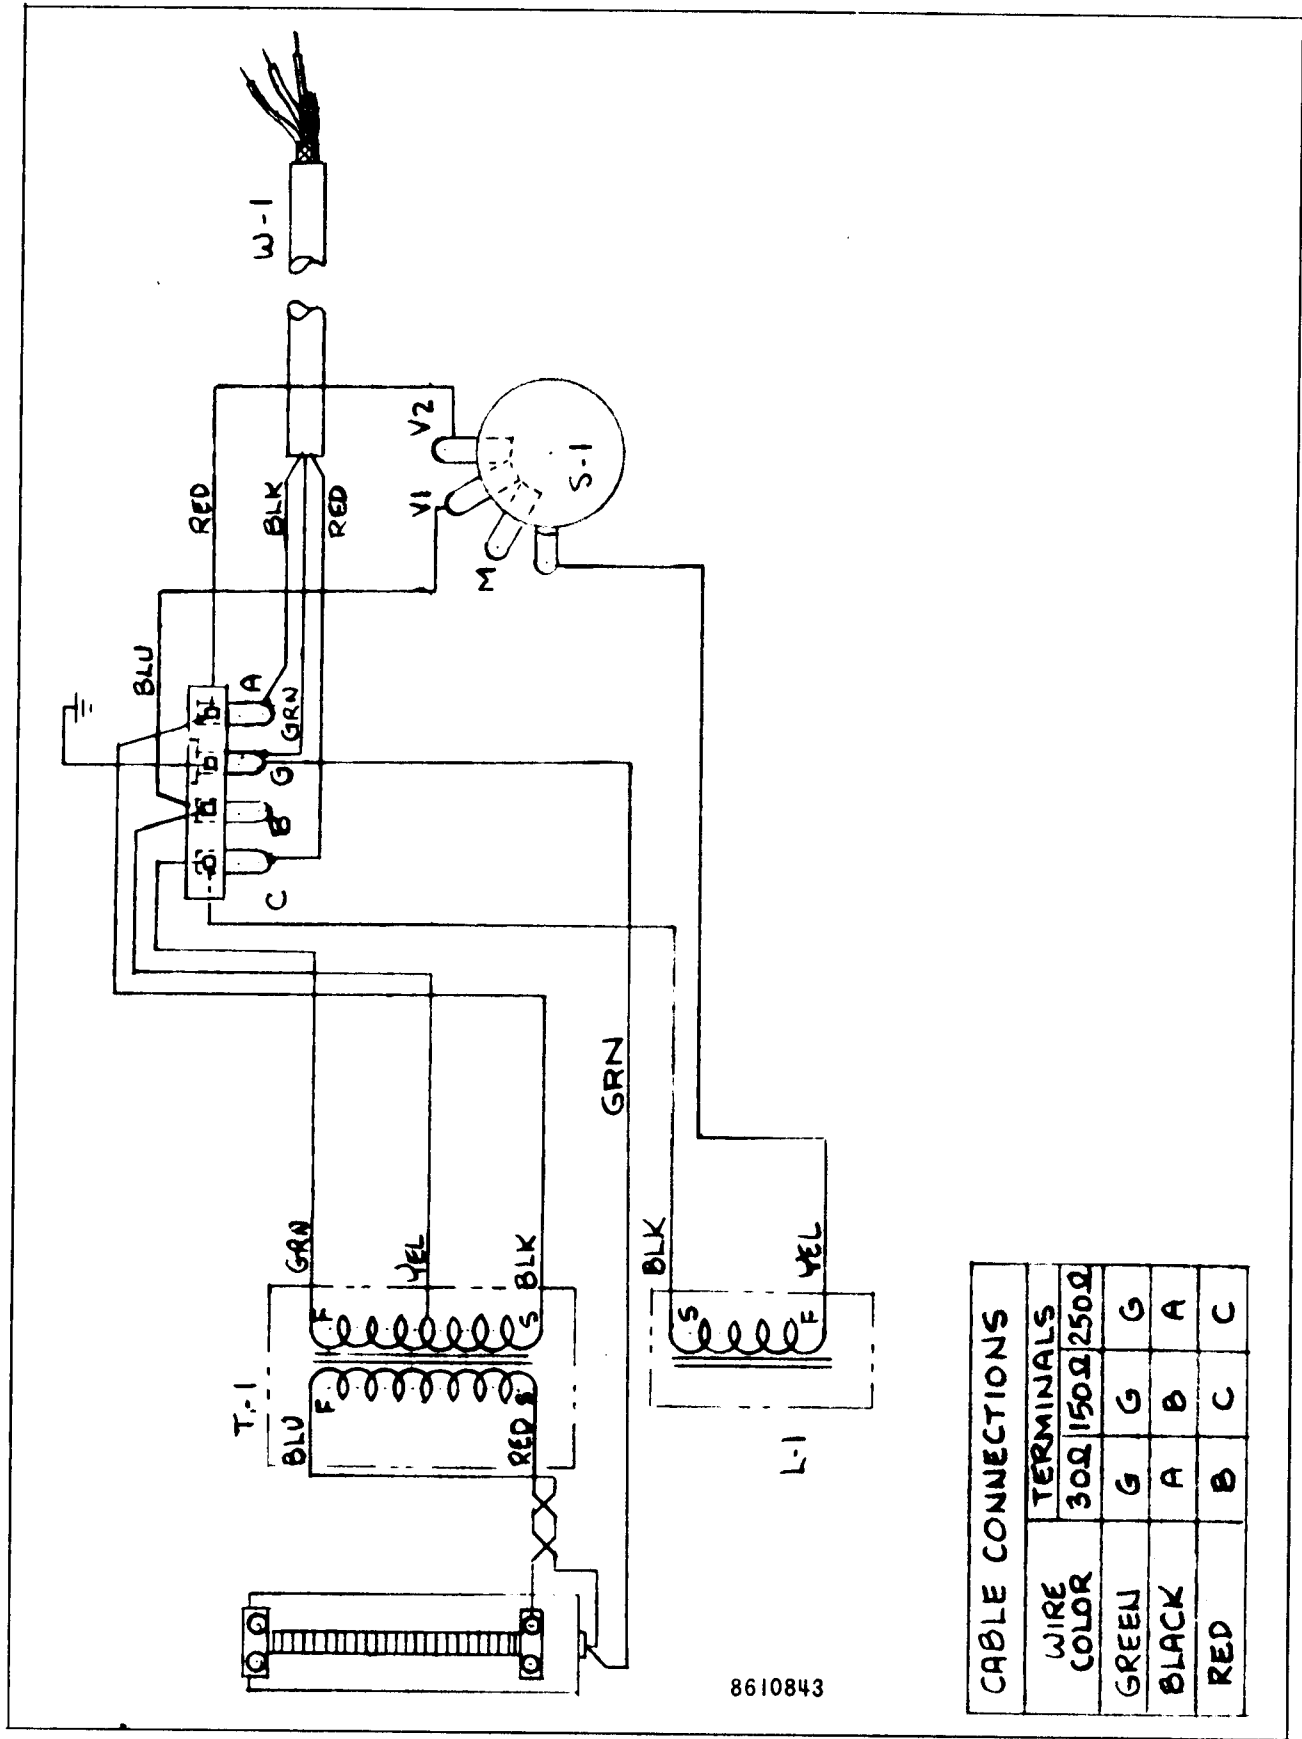 W-1
RED
BLK
RED
V2
V1
M
S-1
BLU
A
GRN
G
B
C
GRN
T-1
GRN
YEL
BLK
F
S
F
S
BLU
RED
BLK
YEL
S
F
L-1
8610843
CABLE CONNECTIONS
WIRE COLOR TERMINALS
30Ω 150Ω 250Ω
GREEN G G G
BLACK A B A
RED B C C